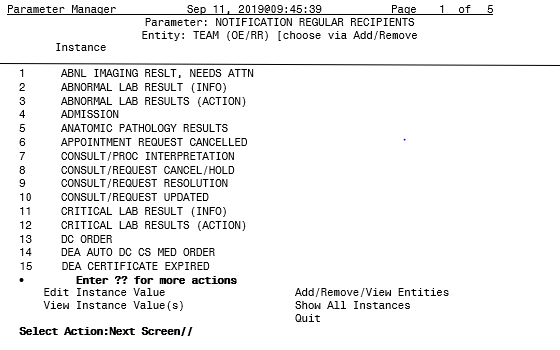 Parameter Manager Sep 11, 2019@09:45:39 Page 1 of 5
Parameter: NOTIFICATION REGULAR RECIPIENTS
Entity: TEAM (OE/RR) [choose via Add/Remove
Instance
1 ABNL IMAGING RESLT, NEEDS ATTN
2 ABNORMAL LAB RESULT (INFO)
3 ABNORMAL LAB RESULTS (ACTION)
4 ADMISSION
5 ANATOMIC PATHOLOGY RESULTS
6 APPOINTMENT REQUEST CANCELLED
7 CONSULT/PROC INTERPRETATION
8 CONSULT/REQUEST CANCEL/HOLD
9 CONSULT/REQUEST RESOLUTION
10 CONSULT/REQUEST UPDATED
11 CRITICAL LAB RESULT (INFO)
12 CRITICAL LAB RESULTS (ACTION)
13 DC ORDER
14 DEA AUTO DC CS MED ORDER
15 DEA CERTIFICATE EXPIRED
• Enter ?? for more actions
Edit Instance Value Add/Remove/View Entities
View Instance Value(s) Show All Instances
Quit
Select Action:Next Screen//